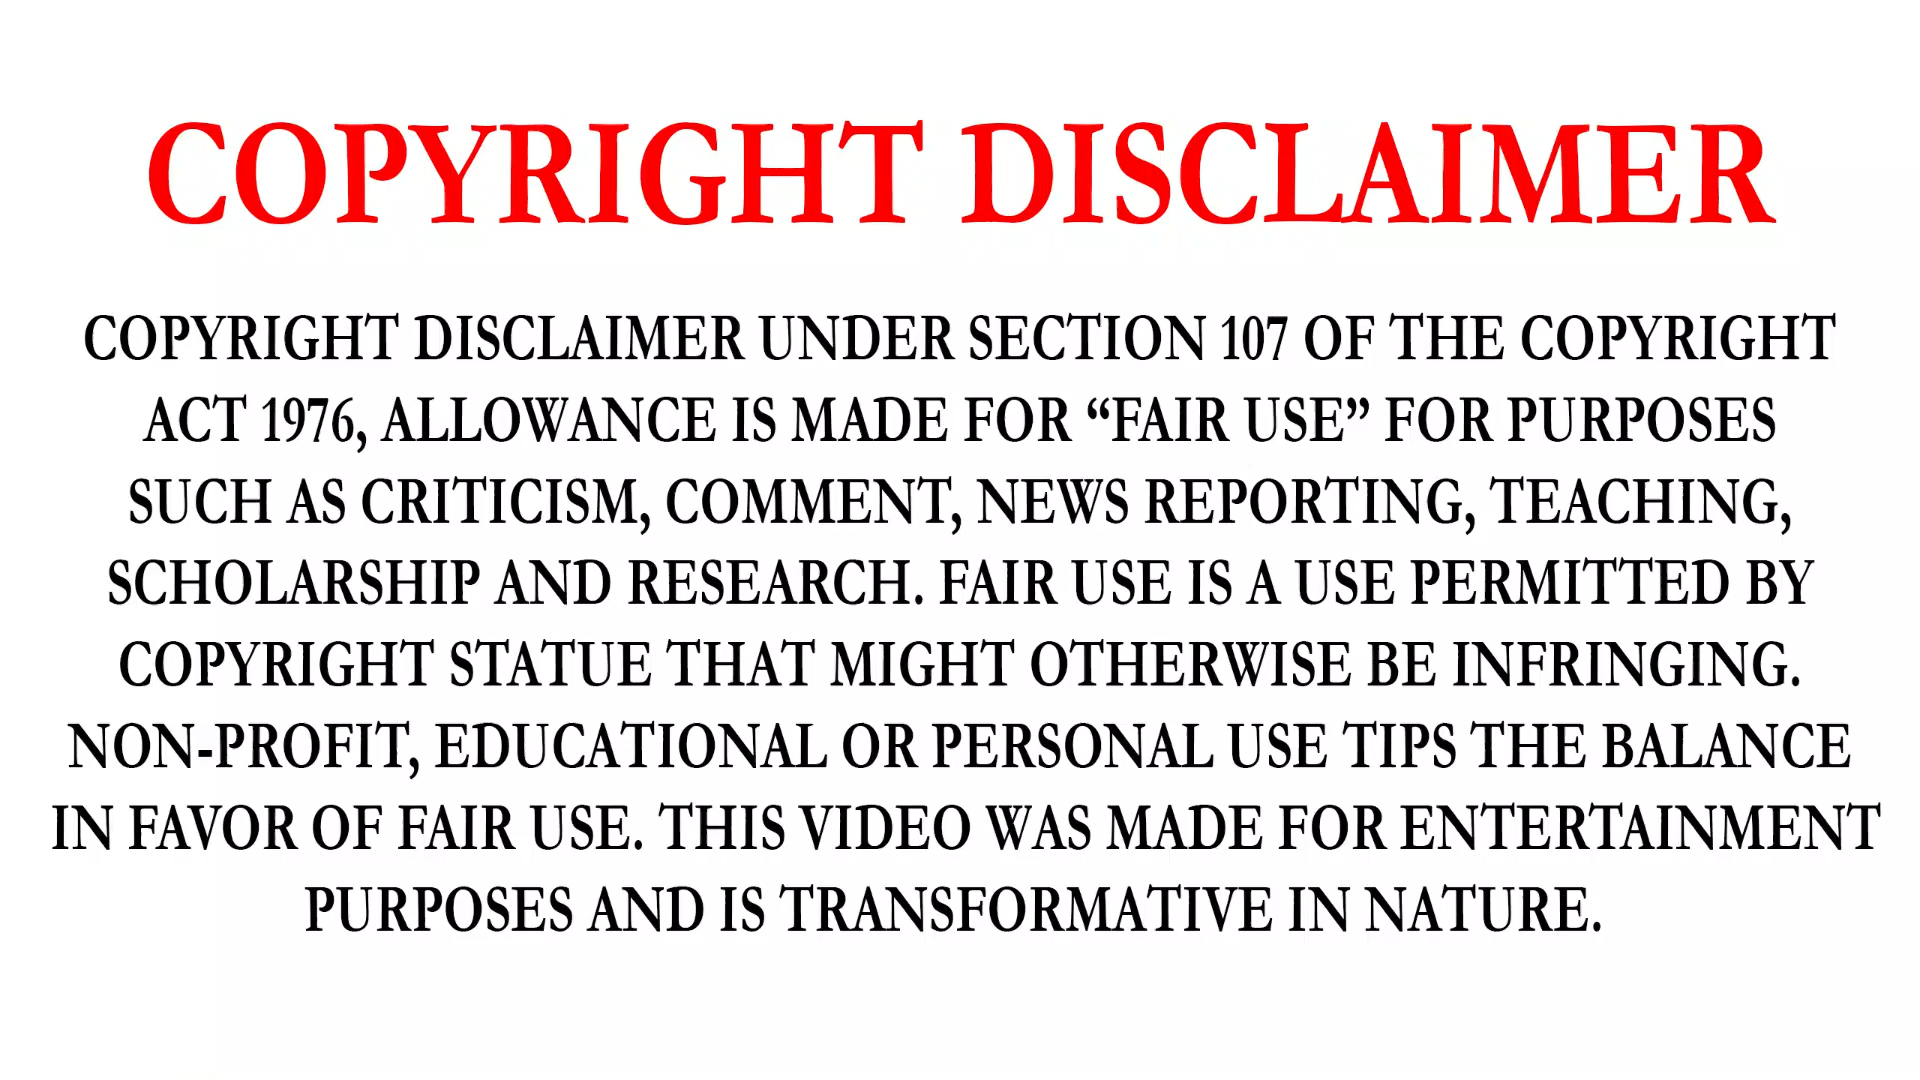 COPYRIGHT DISCLAIMER
COPYRIGHT DISCLAIMER UNDER SECTION 107 OF THE COPYRIGHT
ACT 1976, ALLOWANCE IS MADE FOR “FAIR USE” FOR PURPOSES
SUCH AS CRITICISM, COMMENT, NEWS REPORTING, TEACHING,
SCHOLARSHIP AND RESEARCH. FAIR USE IS A USE PERMITTED BY
COPYRIGHT STATUE THAT MIGHT OTHERWISE BE INFRINGING.
NON-PROFIT, EDUCATIONAL OR PERSONAL USE TIPS THE BALANCE
IN FAVOR OF FAIR USE. THIS VIDEO WAS MADE FOR ENTERTAINMENT
PURPOSES AND IS TRANSFORMATIVE IN NATURE.